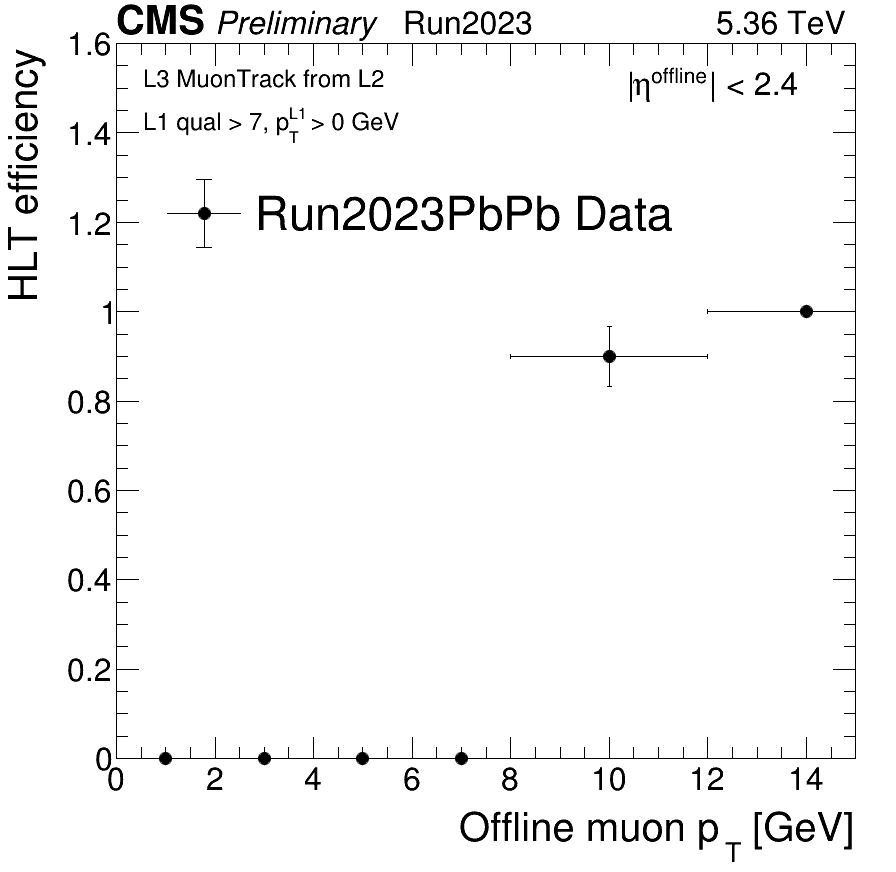 CMS Preliminary Run2023 5.36 TeV
L3 MuonTrack from L2
|η^offline| < 2.4
L1 qual > 7, p_T^L1 > 0 GeV
Run2023PbPb Data
HLT efficiency
1.6
1.4
1.2
1
0.8
0.6
0.4
0.2
0
0 2 4 6 8 10 12 14
Offline muon p_T [GeV]